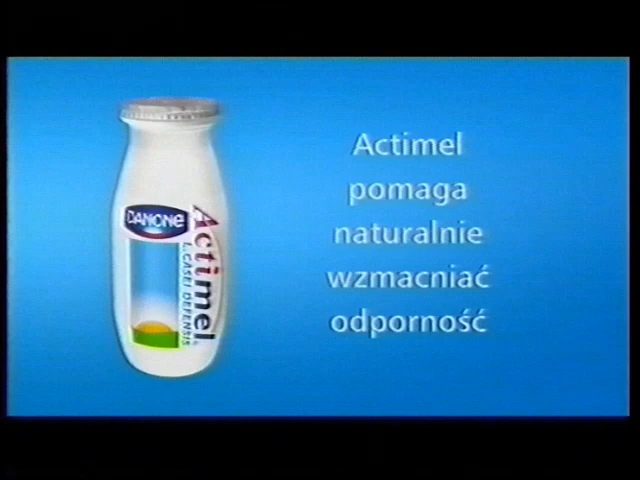 DANONE
Actimel
L.CASEI DEFENSIS
Actimel
pomaga
naturalnie
wzmacniać
odporność